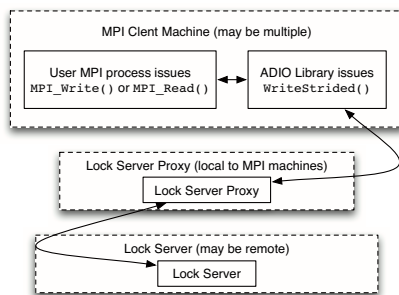 MPI Clent Machine (may be multiple)
User MPI process issues
MPI_Write() or MPI_Read()
ADIO Library issues
WriteStrided()
Lock Server Proxy (local to MPI machines)
Lock Server Proxy
Lock Server (may be remote)
Lock Server